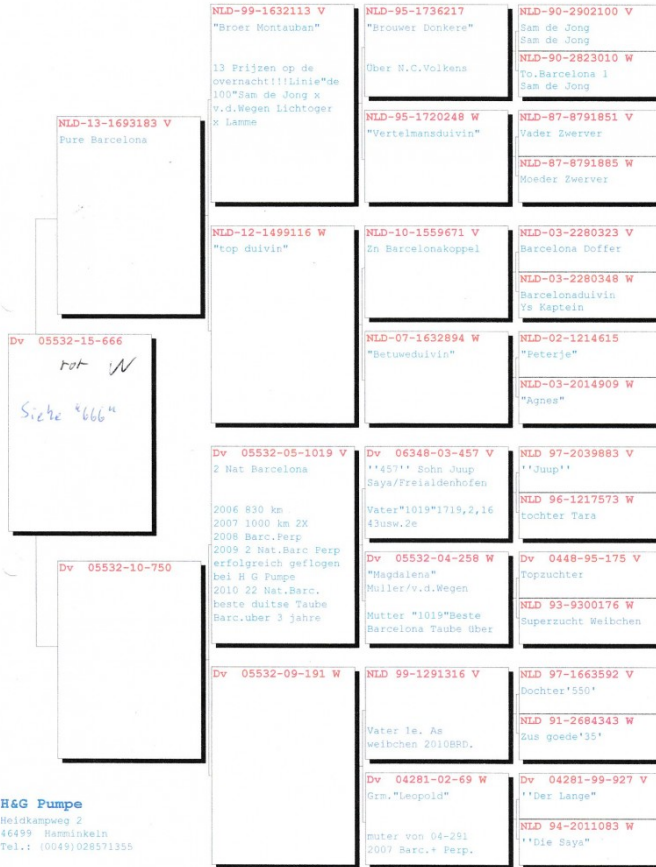 Dv 05532-15-666
rot W
Siehe "666"
NLD-13-1693183 V
Pure Barcelona
Dv 05532-10-750
NLD-99-1632113 V
"Broer Montauban"
13 Prijzen op de
overnacht!!!Linie"de
100"Sam de Jong x
v.d.Wegen Lichtoger
x Lamme
NLD-12-1499116 W
"top duivin"
Dv 05532-05-1019 V
2 Nat Barcelona
2006 830 km
2007 1000 km 2X
2008 Barc.Perp
2009 2 Nat.Barc Perp
erfolgreich geflogen
bei H G Pumpe
2010 22 Nat.Barc.
beste duitse Taube
Barc.uber 3 jahre
Dv 05532-09-191 W
NLD-95-1736217
"Brouwer Donkere"
Über N.C.Volkens
NLD-95-1720248 W
"Vertelmansduivin"
NLD-10-1559671 V
Zn Barcelonakoppel
NLD-07-1632894 W
"Betuweduivin"
Dv 06348-03-457 V
''457'' Sohn Juup
Saya/Freialdenhofen
Vater"1019"1719,2,16
43usw.2e
Dv 05532-04-258 W
"Magdalena"
Muller/v.d.Wegen
Mutter "1019"Beste
Barcelona Taube über
NLD 99-1291316 V
Vater 1e. As
weibchen 2010BRD.
Dv 04281-02-69 W
Grm."Leopold"
muter von 04-291
2007 Barc.+ Perp.
NLD-90-2902100 V
Sam de Jong
Sam de Jong
NLD-90-2823010 W
To.Barcelona 1
Sam de Jong
NLD-87-8791851 V
Vader Zwerver
NLD-87-8791885 W
Moeder Zwerver
NLD-03-2280323 V
Barcelona Doffer
NLD-03-2280348 W
Barcelonaduivin
Ys Kaptein
NLD-02-1214615
"Peterje"
NLD-03-2014909 W
"Agnes"
NLD 97-2039883 V
''Juup''
NLD 96-1217573 W
tochter Tara
Dv 0448-95-175 V
Topzuchter
NLD 93-9300176 W
Superzucht Weibchen
NLD 97-1663592 V
Dochter'550'
NLD 91-2684343 W
Zus goede'35'
Dv 04281-99-927 V
''Der Lange''
NLD 94-2011083 W
''Die Saya''
H&G Pumpe
Heidkampweg 2
46499 Hamminkeln
Tel.: (0049)028571355